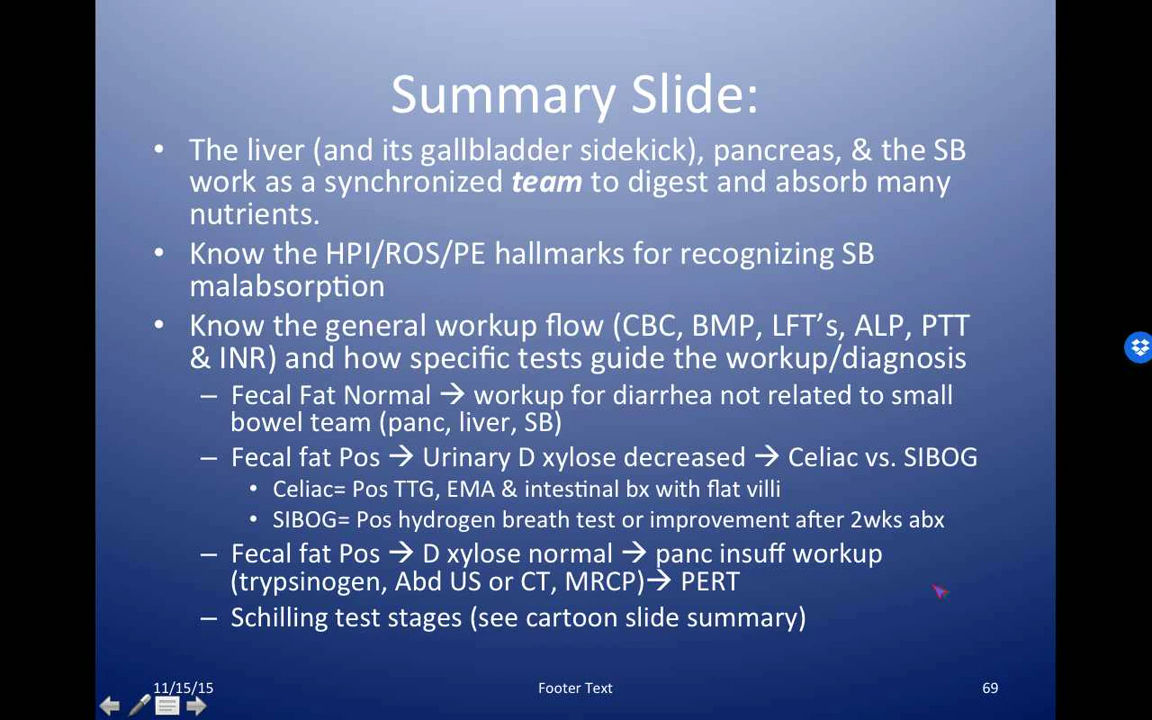 Summary Slide:
• The liver (and its gallbladder sidekick), pancreas, & the SB
work as a synchronized team to digest and absorb many
nutrients.
• Know the HPI/ROS/PE hallmarks for recognizing SB
malabsorption
• Know the general workup flow (CBC, BMP, LFT’s, ALP, PTT
& INR) and how specific tests guide the workup/diagnosis
– Fecal Fat Normal → workup for diarrhea not related to small
bowel team (panc, liver, SB)
– Fecal fat Pos → Urinary D xylose decreased → Celiac vs. SIBOG
• Celiac= Pos TTG, EMA & intestinal bx with flat villi
• SIBOG= Pos hydrogen breath test or improvement after 2wks abx
– Fecal fat Pos → D xylose normal → panc insuff workup
(trypsinogen, Abd US or CT, MRCP)→ PERT
– Schilling test stages (see cartoon slide summary)
11/15/15
Footer Text
69